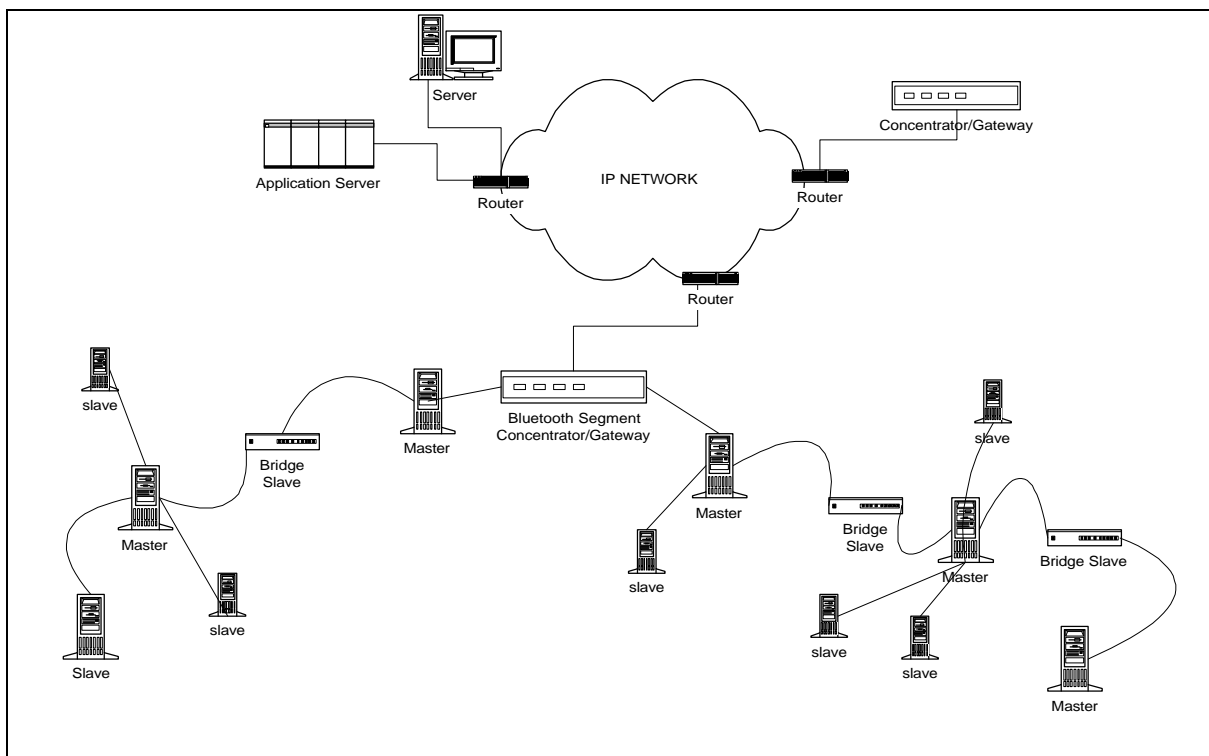 Server
Concentrator/Gateway
Application Server
IP NETWORK
Router
Router
Router
slave
Bluetooth Segment
Concentrator/Gateway
Master
slave
Bridge
Slave
Master
Master
Bridge
Slave
Master
Bridge Slave
slave
slave
Slave
slave
slave
Master